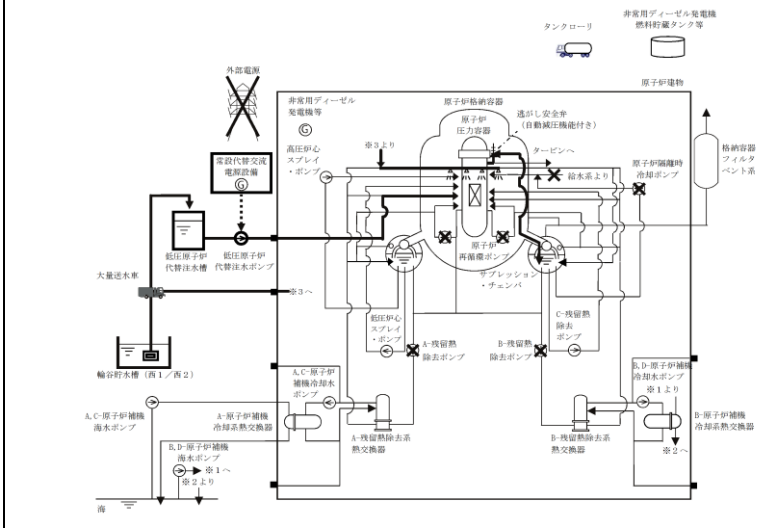 タンクローリ
非常用ディーゼル発電機
燃料貯蔵タンク等
外部電源
原子炉建物
非常用ディーゼル
発電機等
G
原子炉格納容器
原子炉
圧力容器
逃がし安全弁
(自動減圧機能付き)
※3より
タービンへ
給水系より
高圧炉心
スプレイ
・ポンプ
原子炉隔離時
冷却ポンプ
格納容器
フィルタ
ベント系
常設代替交流
電源設備
G
低圧原子炉
代替注水槽
低圧原子炉
代替注水ポンプ
原子炉
再循環ポンプ
サプレッション
・チェンバ
大量送水車
※3へ
低圧炉心
スプレイ
・ポンプ
A-残留熱
除去ポンプ
B-残留熱
除去ポンプ
C-残留熱
除去
ポンプ
輪谷貯水槽(西1/西2)
A,C-原子炉
補機冷却水
ポンプ
B,D-原子炉補機
冷却水ポンプ
※1より
A,C-原子炉補機
海水ポンプ
A-原子炉補機
冷却系熱交換器
B-原子炉補機
冷却系熱交換器
※2へ
B,D-原子炉補機
海水ポンプ
※1へ
※2より
A-残留熱除去系
熱交換器
B-残留熱除去系
熱交換器
海